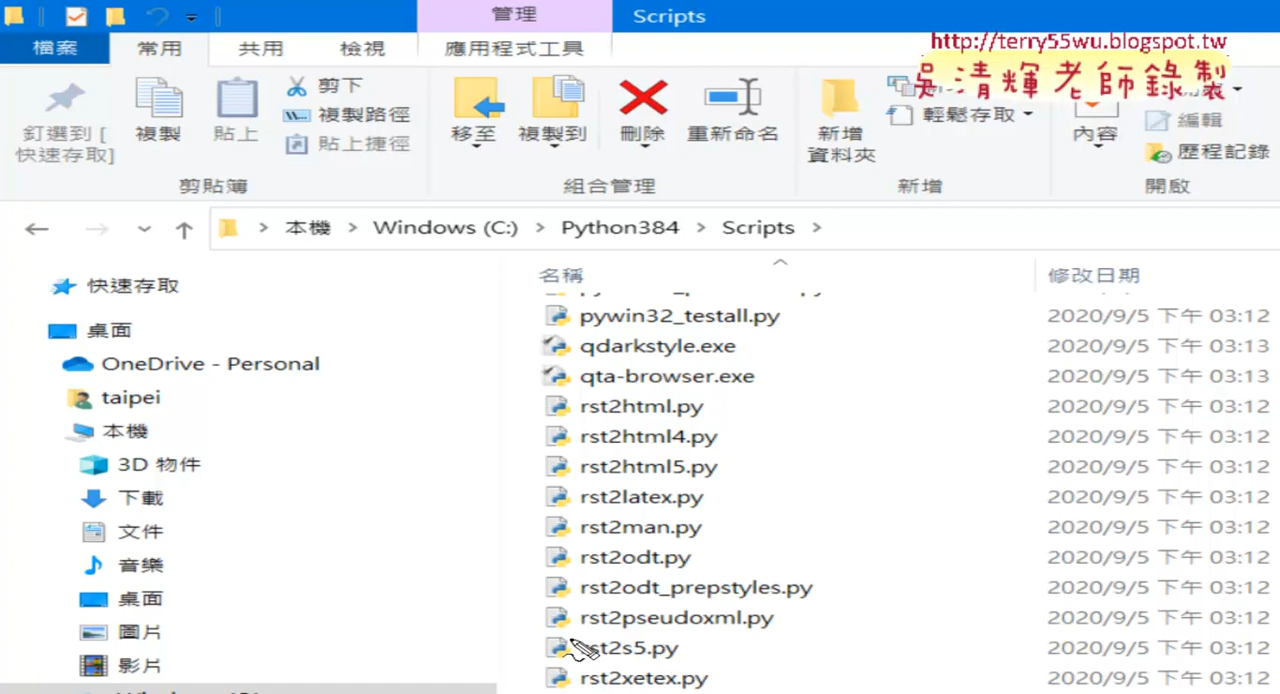 管理 Scripts
檔案 常用 共用 檢視 應用程式工具
http://terry55wu.blogspot.tw
吳清輝老師錄製
釘選到 [
快速存取]
複製
貼上
剪下
複製路徑
貼上捷徑
剪貼簿
移至
複製到
刪除
重新命名
組合管理
新增
資料夾
輕鬆存取
新增
內容
編輯
歷程記錄
開啟
本機 > Windows (C:) > Python384 > Scripts >
快速存取
桌面
OneDrive - Personal
taipei
本機
3D 物件
下載
文件
音樂
桌面
圖片
影片
名稱 修改日期
pywin32_testall.py 2020/9/5 下午 03:12
qdarkstyle.exe 2020/9/5 下午 03:13
qta-browser.exe 2020/9/5 下午 03:13
rst2html.py 2020/9/5 下午 03:12
rst2html4.py 2020/9/5 下午 03:12
rst2html5.py 2020/9/5 下午 03:12
rst2latex.py 2020/9/5 下午 03:12
rst2man.py 2020/9/5 下午 03:12
rst2odt.py 2020/9/5 下午 03:12
rst2odt_prepstyles.py 2020/9/5 下午 03:12
rst2pseudoxml.py 2020/9/5 下午 03:12
rst2s5.py 2020/9/5 下午 03:12
rst2xetex.py 2020/9/5 下午 03:12